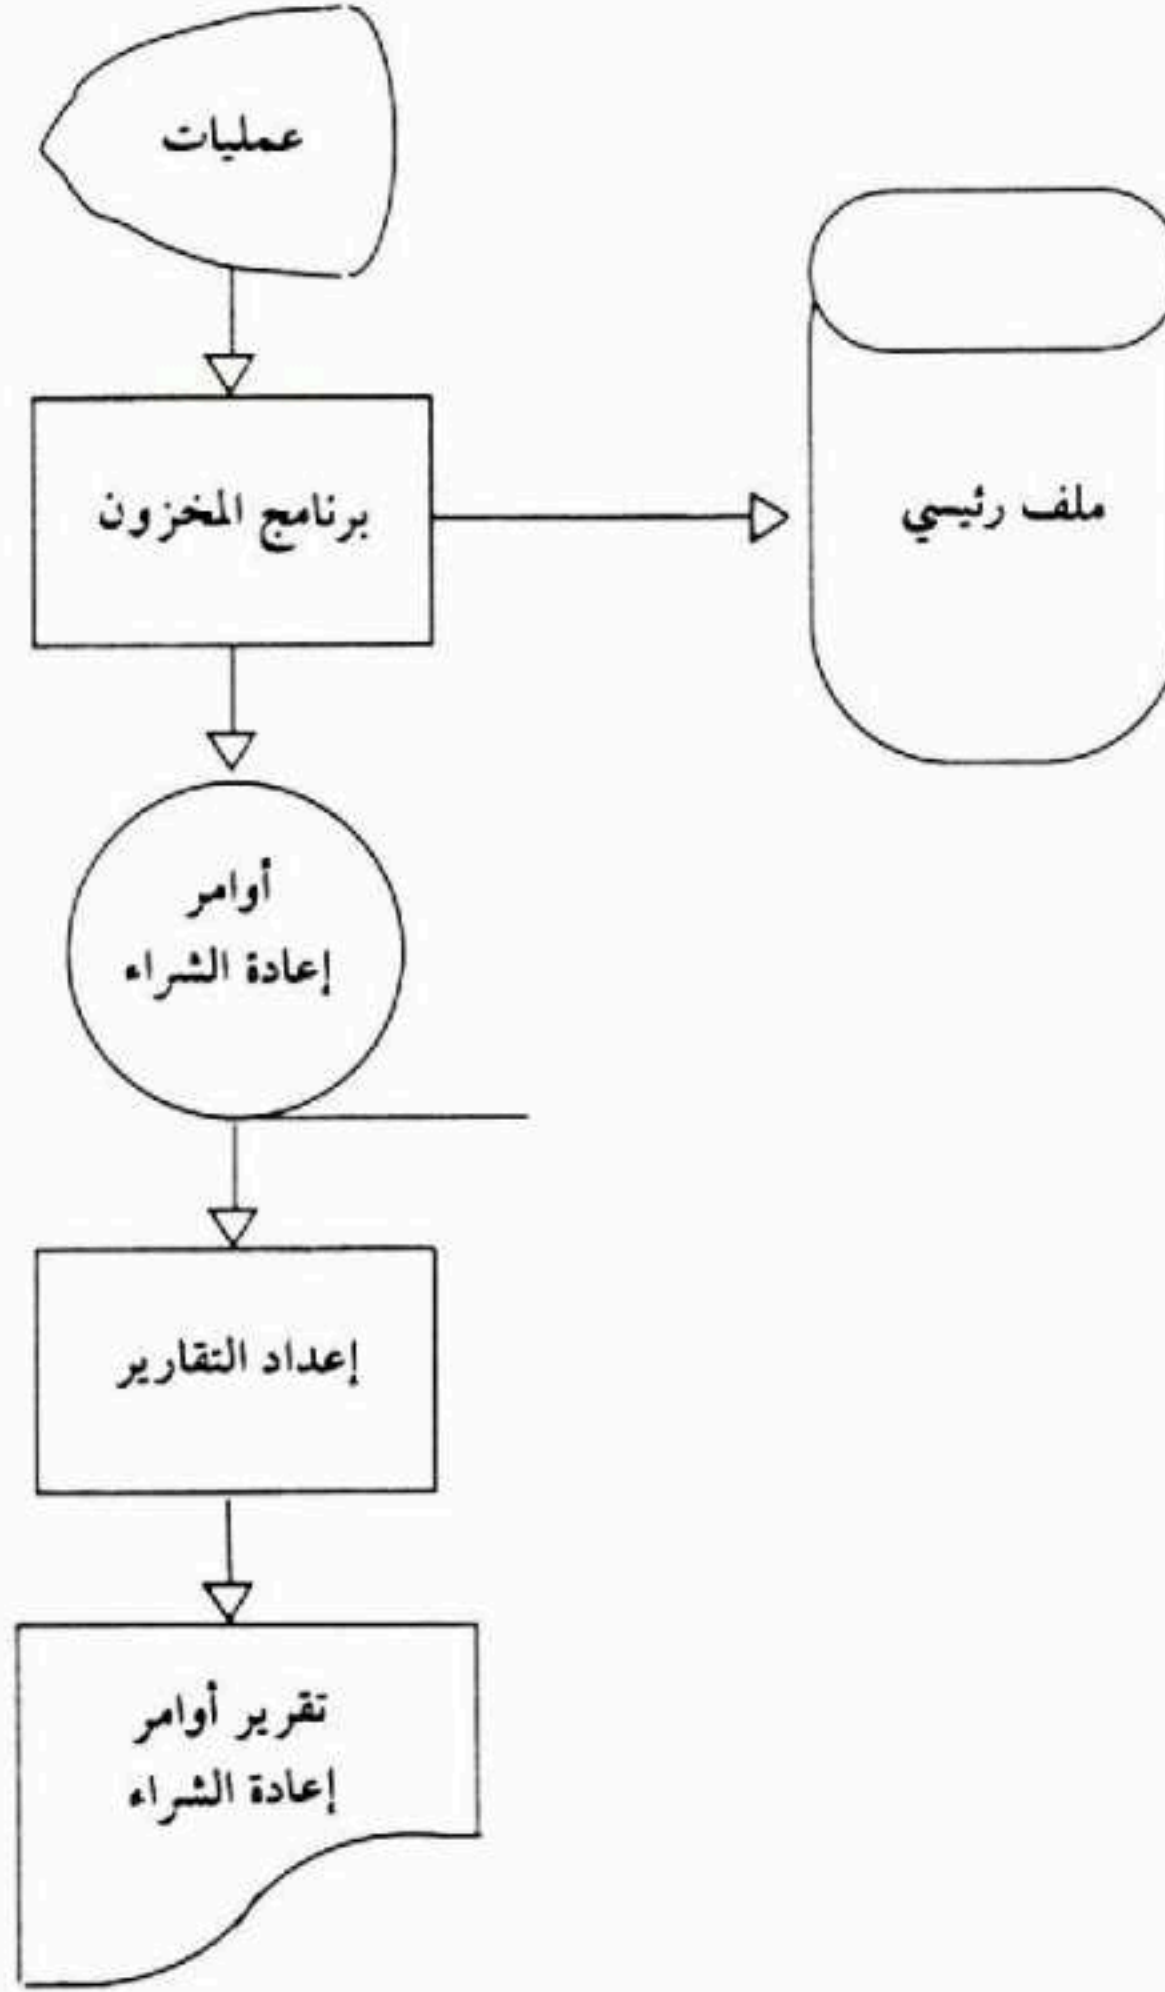 عمليات
برنامج المخزون
ملف رئيسي
أوامر
إعادة الشراء
إعداد التقارير
تقرير أوامر
إعادة الشراء